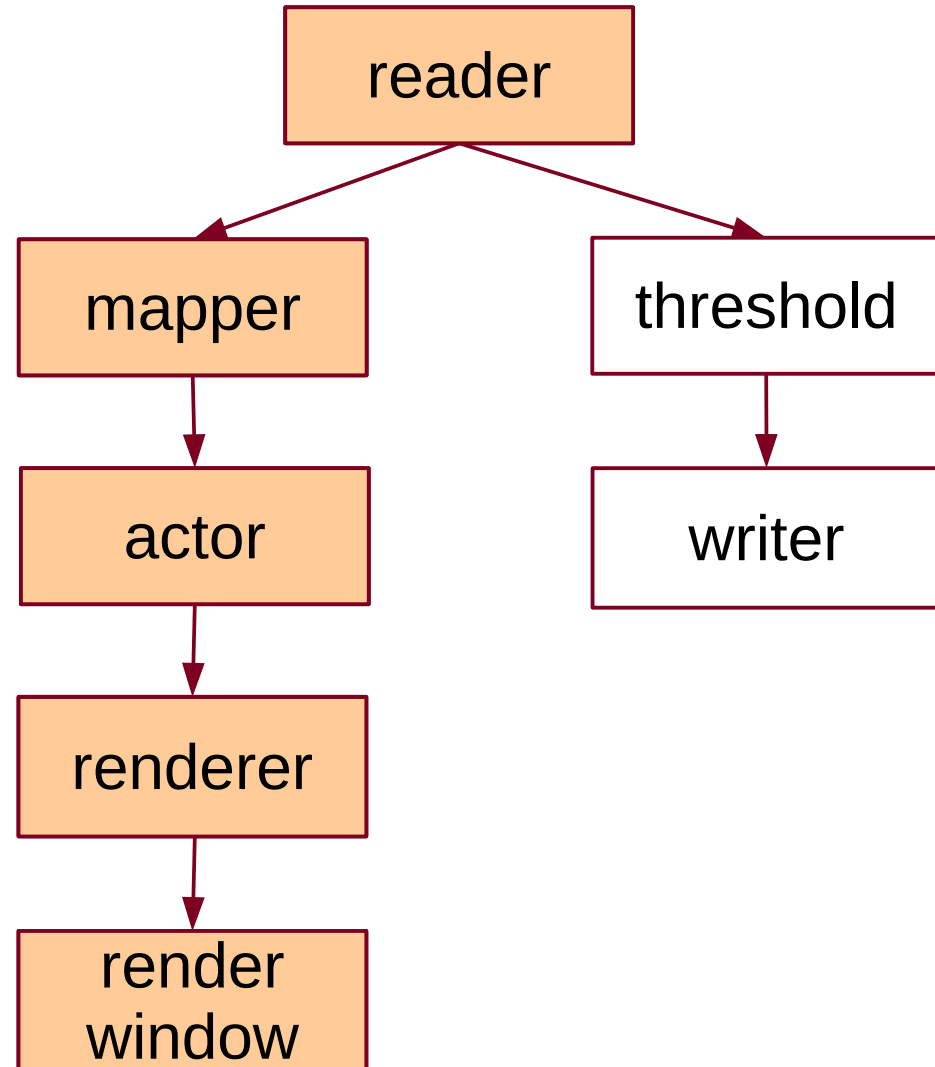 reader
mapper
threshold
actor
writer
renderer
render
window